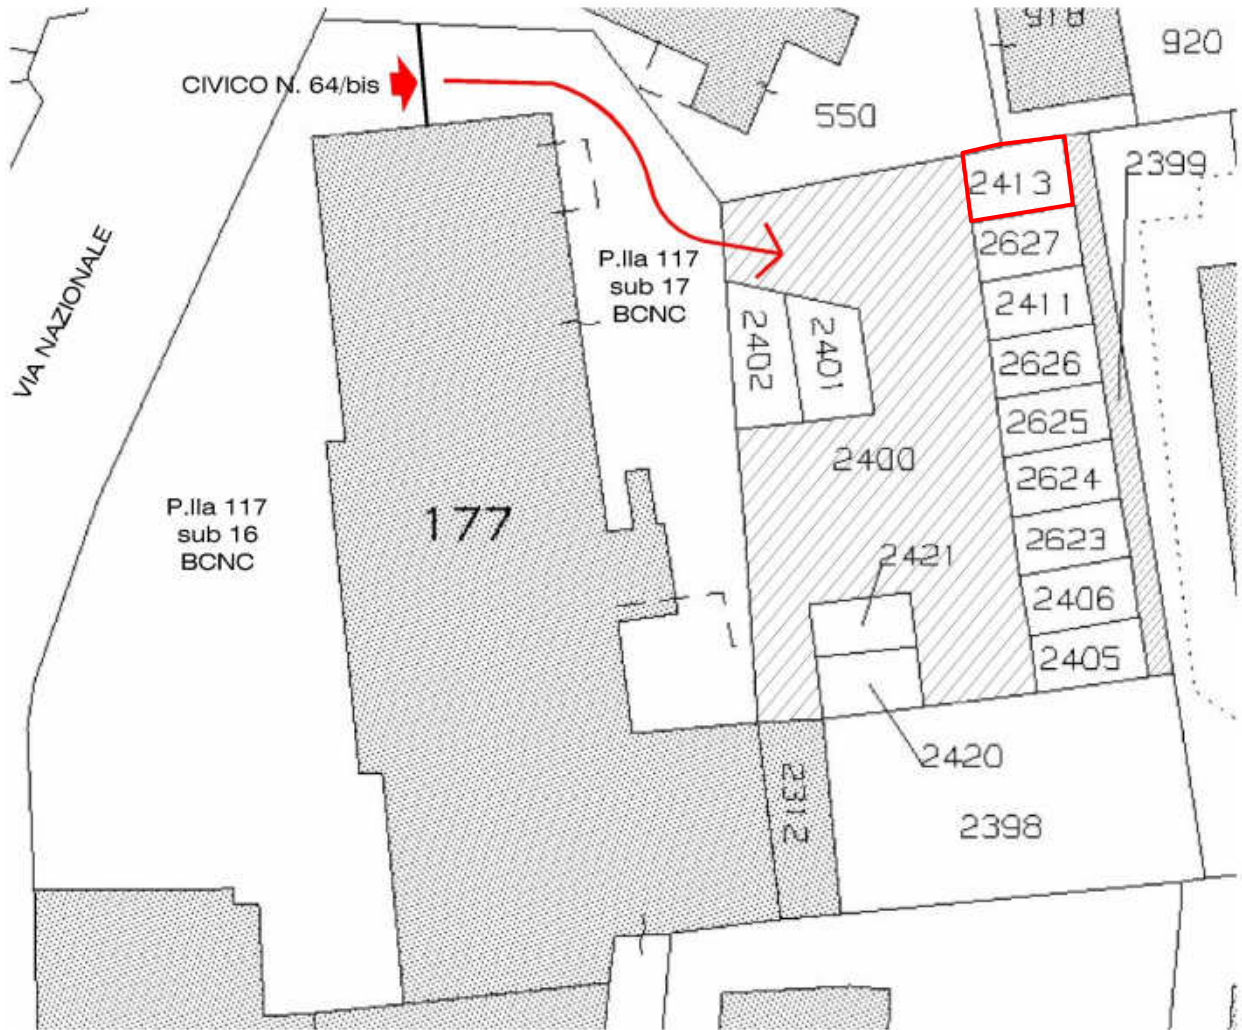 918
920
CIVICO N. 64/bis
550
2399
2413
2627
VIA NAZIONALE
P.lla 117
sub 17
BCNC
2411
2402
2401
2626
2625
2400
2624
P.lla 117
sub 16
BCNC
177
2623
2421
2406
2405
2420
2312
2398